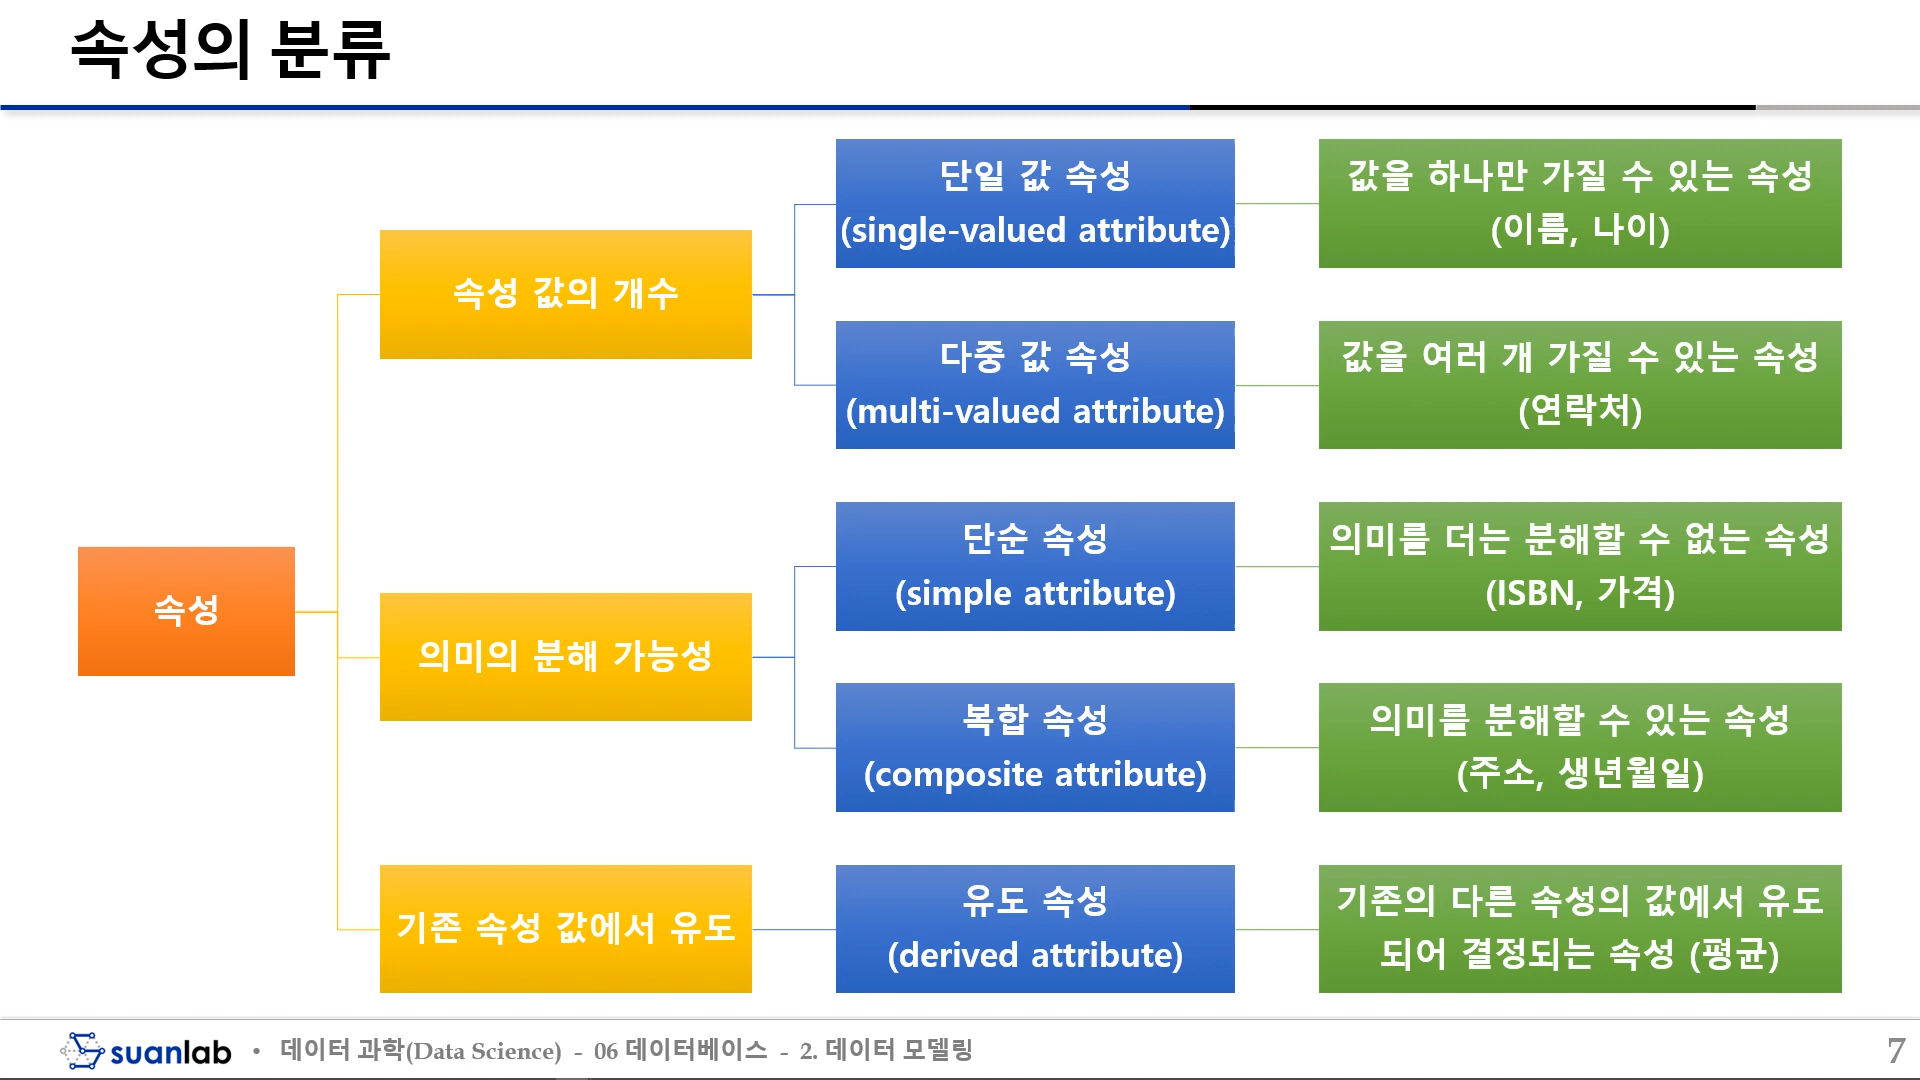 속성의 분류
속성
속성 값의 개수
단일 값 속성
(single-valued attribute)
값을 하나만 가질 수 있는 속성
(이름, 나이)
다중 값 속성
(multi-valued attribute)
값을 여러 개 가질 수 있는 속성
(연락처)
의미의 분해 가능성
단순 속성
(simple attribute)
의미를 더는 분해할 수 없는 속성
(ISBN, 가격)
복합 속성
(composite attribute)
의미를 분해할 수 있는 속성
(주소, 생년월일)
기존 속성 값에서 유도
유도 속성
(derived attribute)
기존의 다른 속성의 값에서 유도
되어 결정되는 속성 (평균)
suanlab • 데이터 과학(Data Science) - 06 데이터베이스 - 2. 데이터 모델링
7